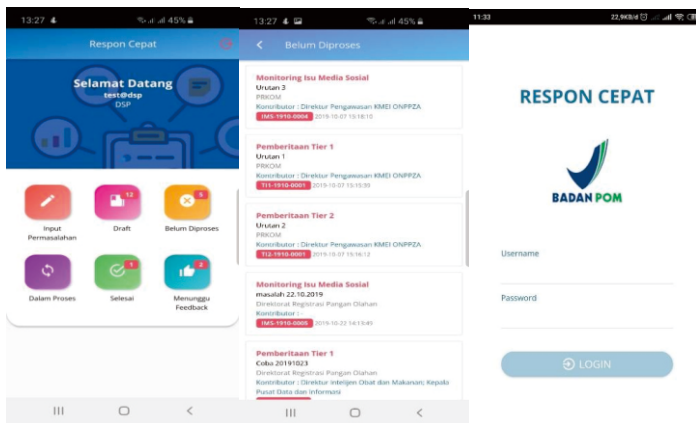 13:27
45%
Respon Cepat
Selamat Datang
test@dsp
DSP
Input
Permasalahan
12
Draft
5
Belum Diproses
Dalam Proses
1
Selesai
2
Menunggu
Feedback
13:27
45%
Belum Diproses
Monitoring Isu Media Sosial
Urutan 3
PRKOM
Kontributor : Direktur Pengawasan KMEI ONPPZA
IMS-1910-0004 2019-10-07 15:18:10
Pemberitaan Tier 1
Urutan 1
PRKOM
Kontributor : Direktur Pengawasan KMEI ONPPZA
TI1-1910-0001 2019-10-07 15:15:39
Pemberitaan Tier 2
Urutan 2
PRKOM
Kontributor : Direktur Pengawasan KMEI ONPPZA
TI2-1910-0001 2019-10-07 15:16:12
Monitoring Isu Media Sosial
masalah 22.10.2019
Direktorat Registrasi Pangan Olahan
Kontributor : -
IMS-1910-0005 2019-10-22 14:13:41
Pemberitaan Tier 1
Coba 20191023
Direktorat Registrasi Pangan Olahan
Kontributor : Direktur Intelijen Obat dan Makanan; Kepala
Pusat Data dan Informasi
11:33
22,9KB/d
RESPON CEPAT
BADAN POM
Username
Password
LOGIN